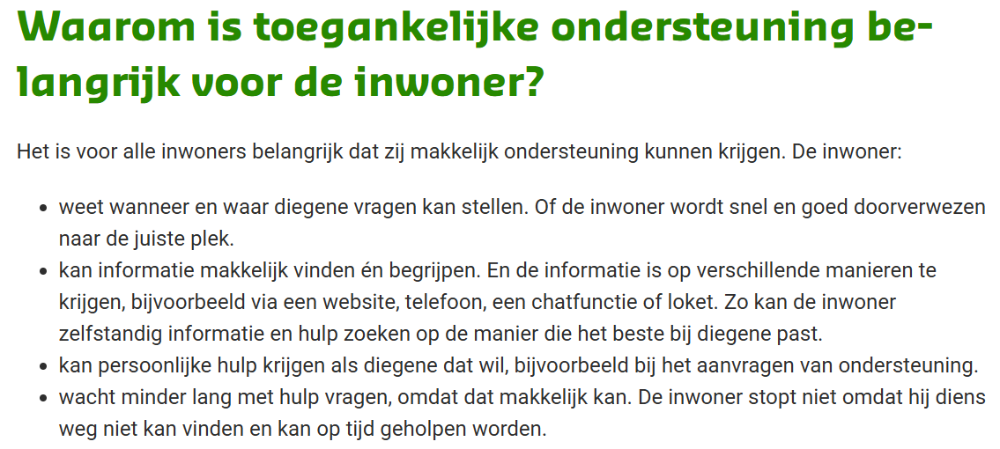 Waarom is toegankelijke ondersteuning be-
langrijk voor de inwoner?
Het is voor alle inwoners belangrijk dat zij makkelijk ondersteuning kunnen krijgen. De inwoner:
• weet wanneer en waar diegene vragen kan stellen. Of de inwoner wordt snel en goed doorverwezen
naar de juiste plek.
• kan informatie makkelijk vinden én begrijpen. En de informatie is op verschillende manieren te
krijgen, bijvoorbeeld via een website, telefoon, een chatfunctie of loket. Zo kan de inwoner
zelfstandig informatie en hulp zoeken op de manier die het beste bij diegene past.
• kan persoonlijke hulp krijgen als diegene dat wil, bijvoorbeeld bij het aanvragen van ondersteuning.
• wacht minder lang met hulp vragen, omdat dat makkelijk kan. De inwoner stopt niet omdat hij diens
weg niet kan vinden en kan op tijd geholpen worden.